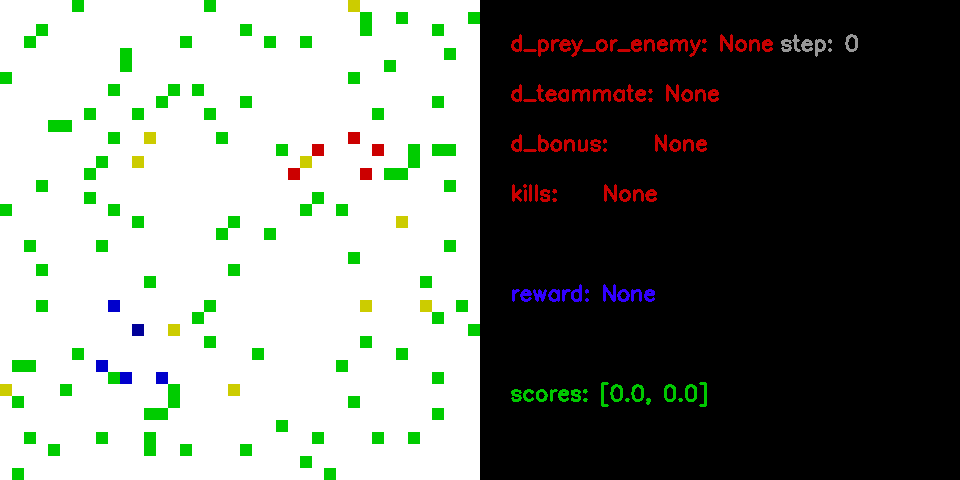 d_prey_or_enemy: None step: 0
d_teammate: None
d_bonus: None
kills: None
reward: None
scores: [0.0, 0.0]